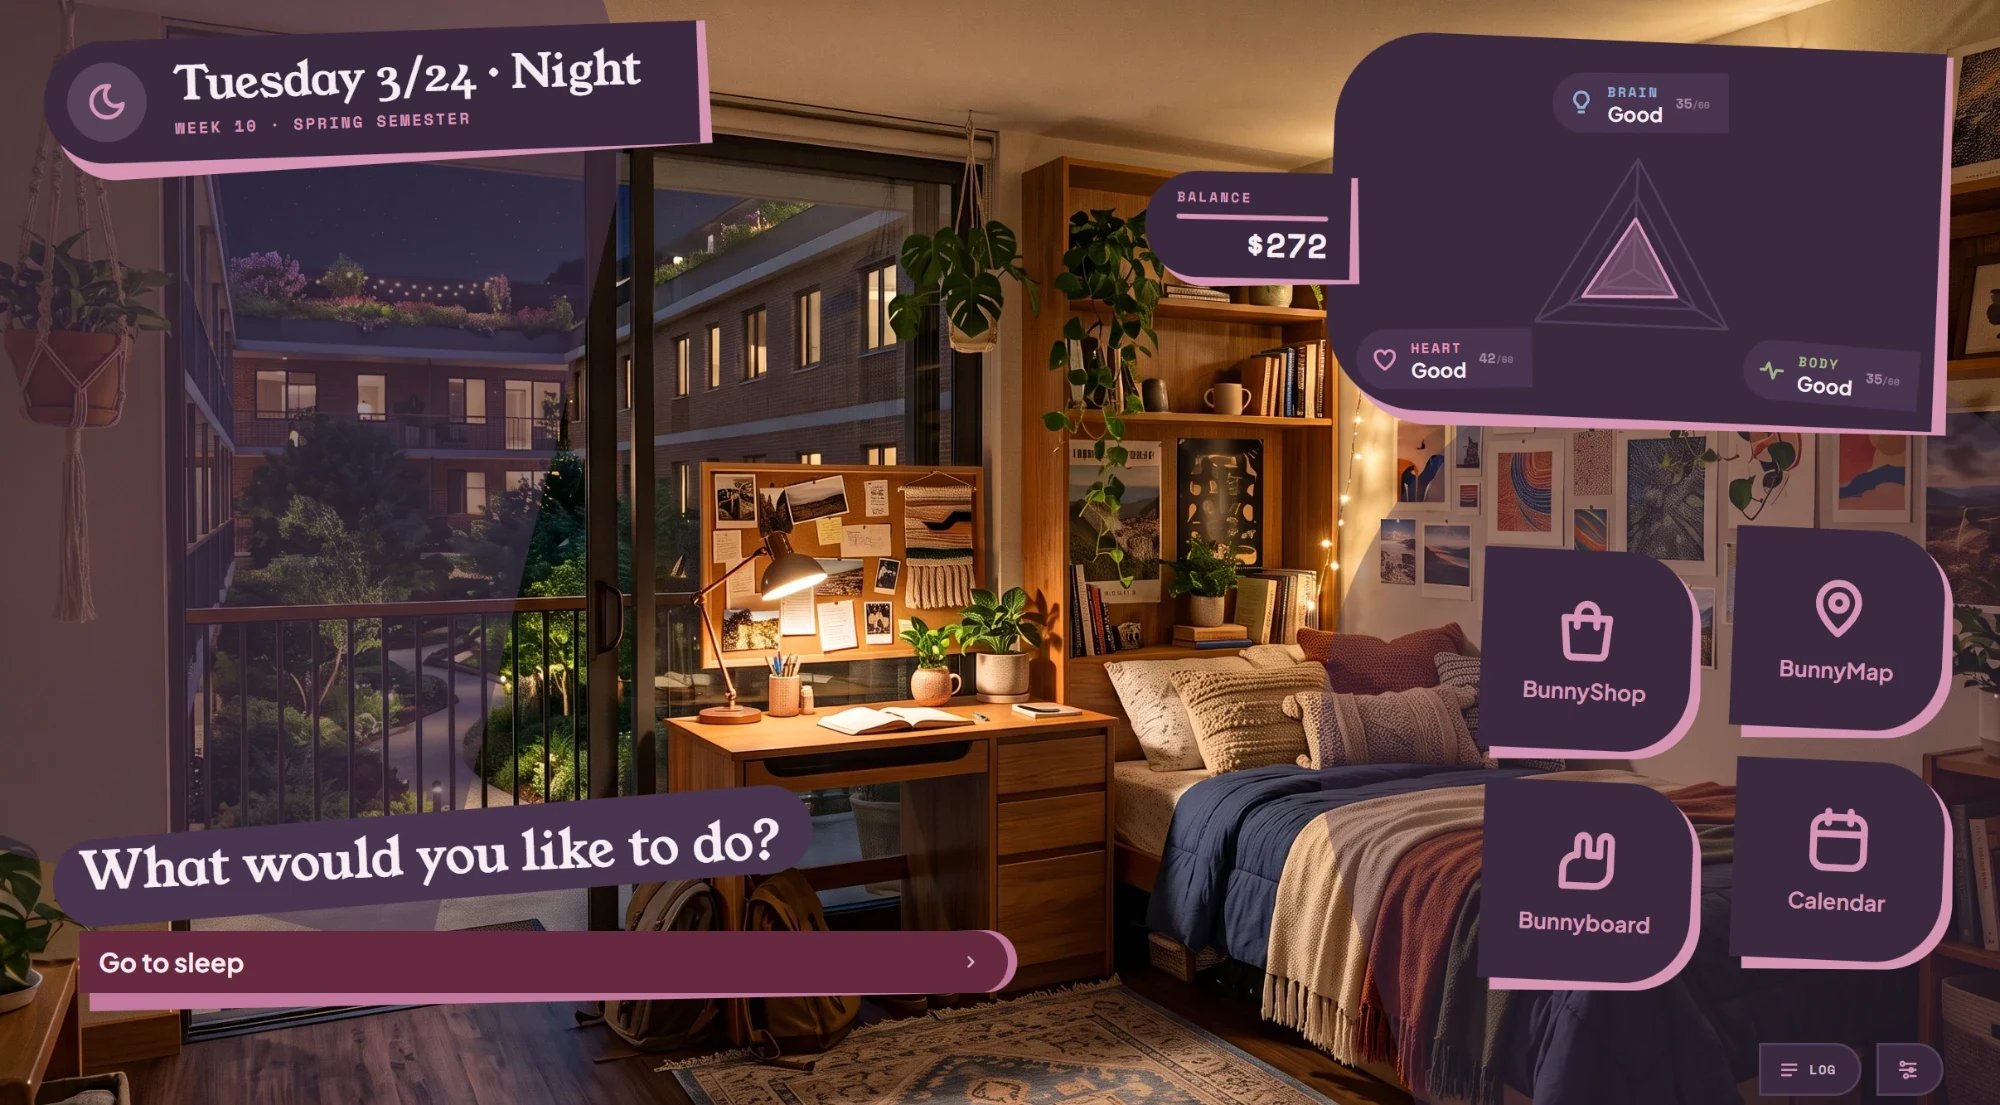 Tuesday 3/24 · Night
WEEK 10 · SPRING SEMESTER
BRAIN
Good 35/60
BALANCE
$272
HEART
Good 42/60
BODY
Good 35/60
BunnyShop
BunnyMap
Bunnyboard
Calendar
What would you like to do?
Go to sleep
LOG